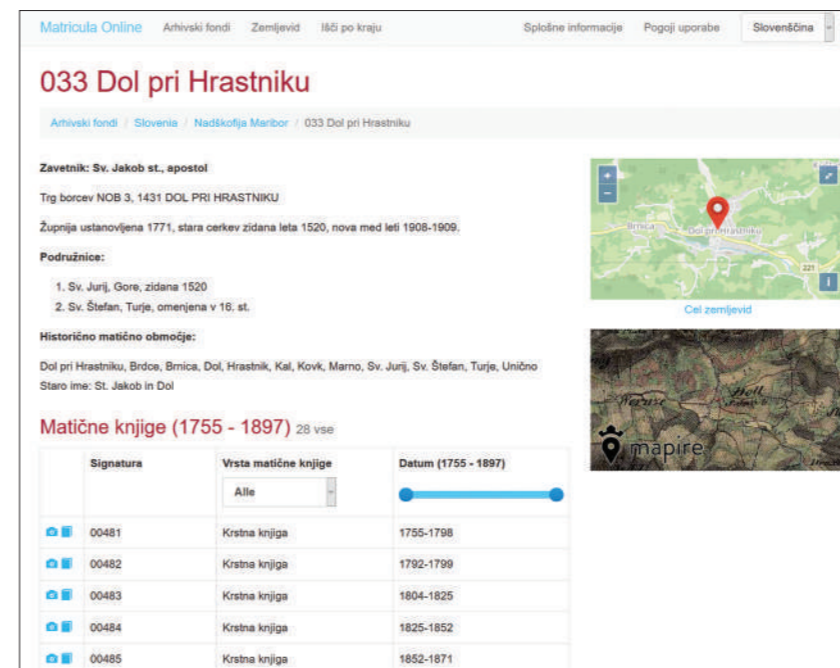 Matricula Online Arhivski fondi Zemljevid Išči po kraju Splošne informacije Pogoji uporabe Slovenščina
033 Dol pri Hrastniku
Arhivski fondi / Slovenia / Nadškofija Maribor / 033 Dol pri Hrastniku
Zavetnik: Sv. Jakob st., apostol
Trg borcev NOB 3, 1431 DOL PRI HRASTNIKU
Župnija ustanovljena 1771, stara cerkev zidana leta 1520, nova med leti 1908-1909.
Podružnice:
1. Sv. Jurij, Gore, zidana 1520
2. Sv. Štefan, Turje, omenjena v 16. st.
Historično matično območje:
Dol pri Hrastniku, Brdce, Brnica, Dol, Hrastnik, Kal, Kovk, Marno, Sv. Jurij, Sv. Štefan, Turje, Unično
Staro ime: St. Jakob in Dol
Matične knjige (1755 - 1897) 28 vse
Signatura Vrsta matične knjige Datum (1755 - 1897)
Alle
00481 Krstna knjiga 1755-1798
00482 Krstna knjiga 1792-1799
00483 Krstna knjiga 1804-1825
00484 Krstna knjiga 1825-1852
00485 Krstna knjiga 1852-1871
+
−
Brnica Dol pri Hrastniku
221
i
Cel zemljevid
Doll
mapire